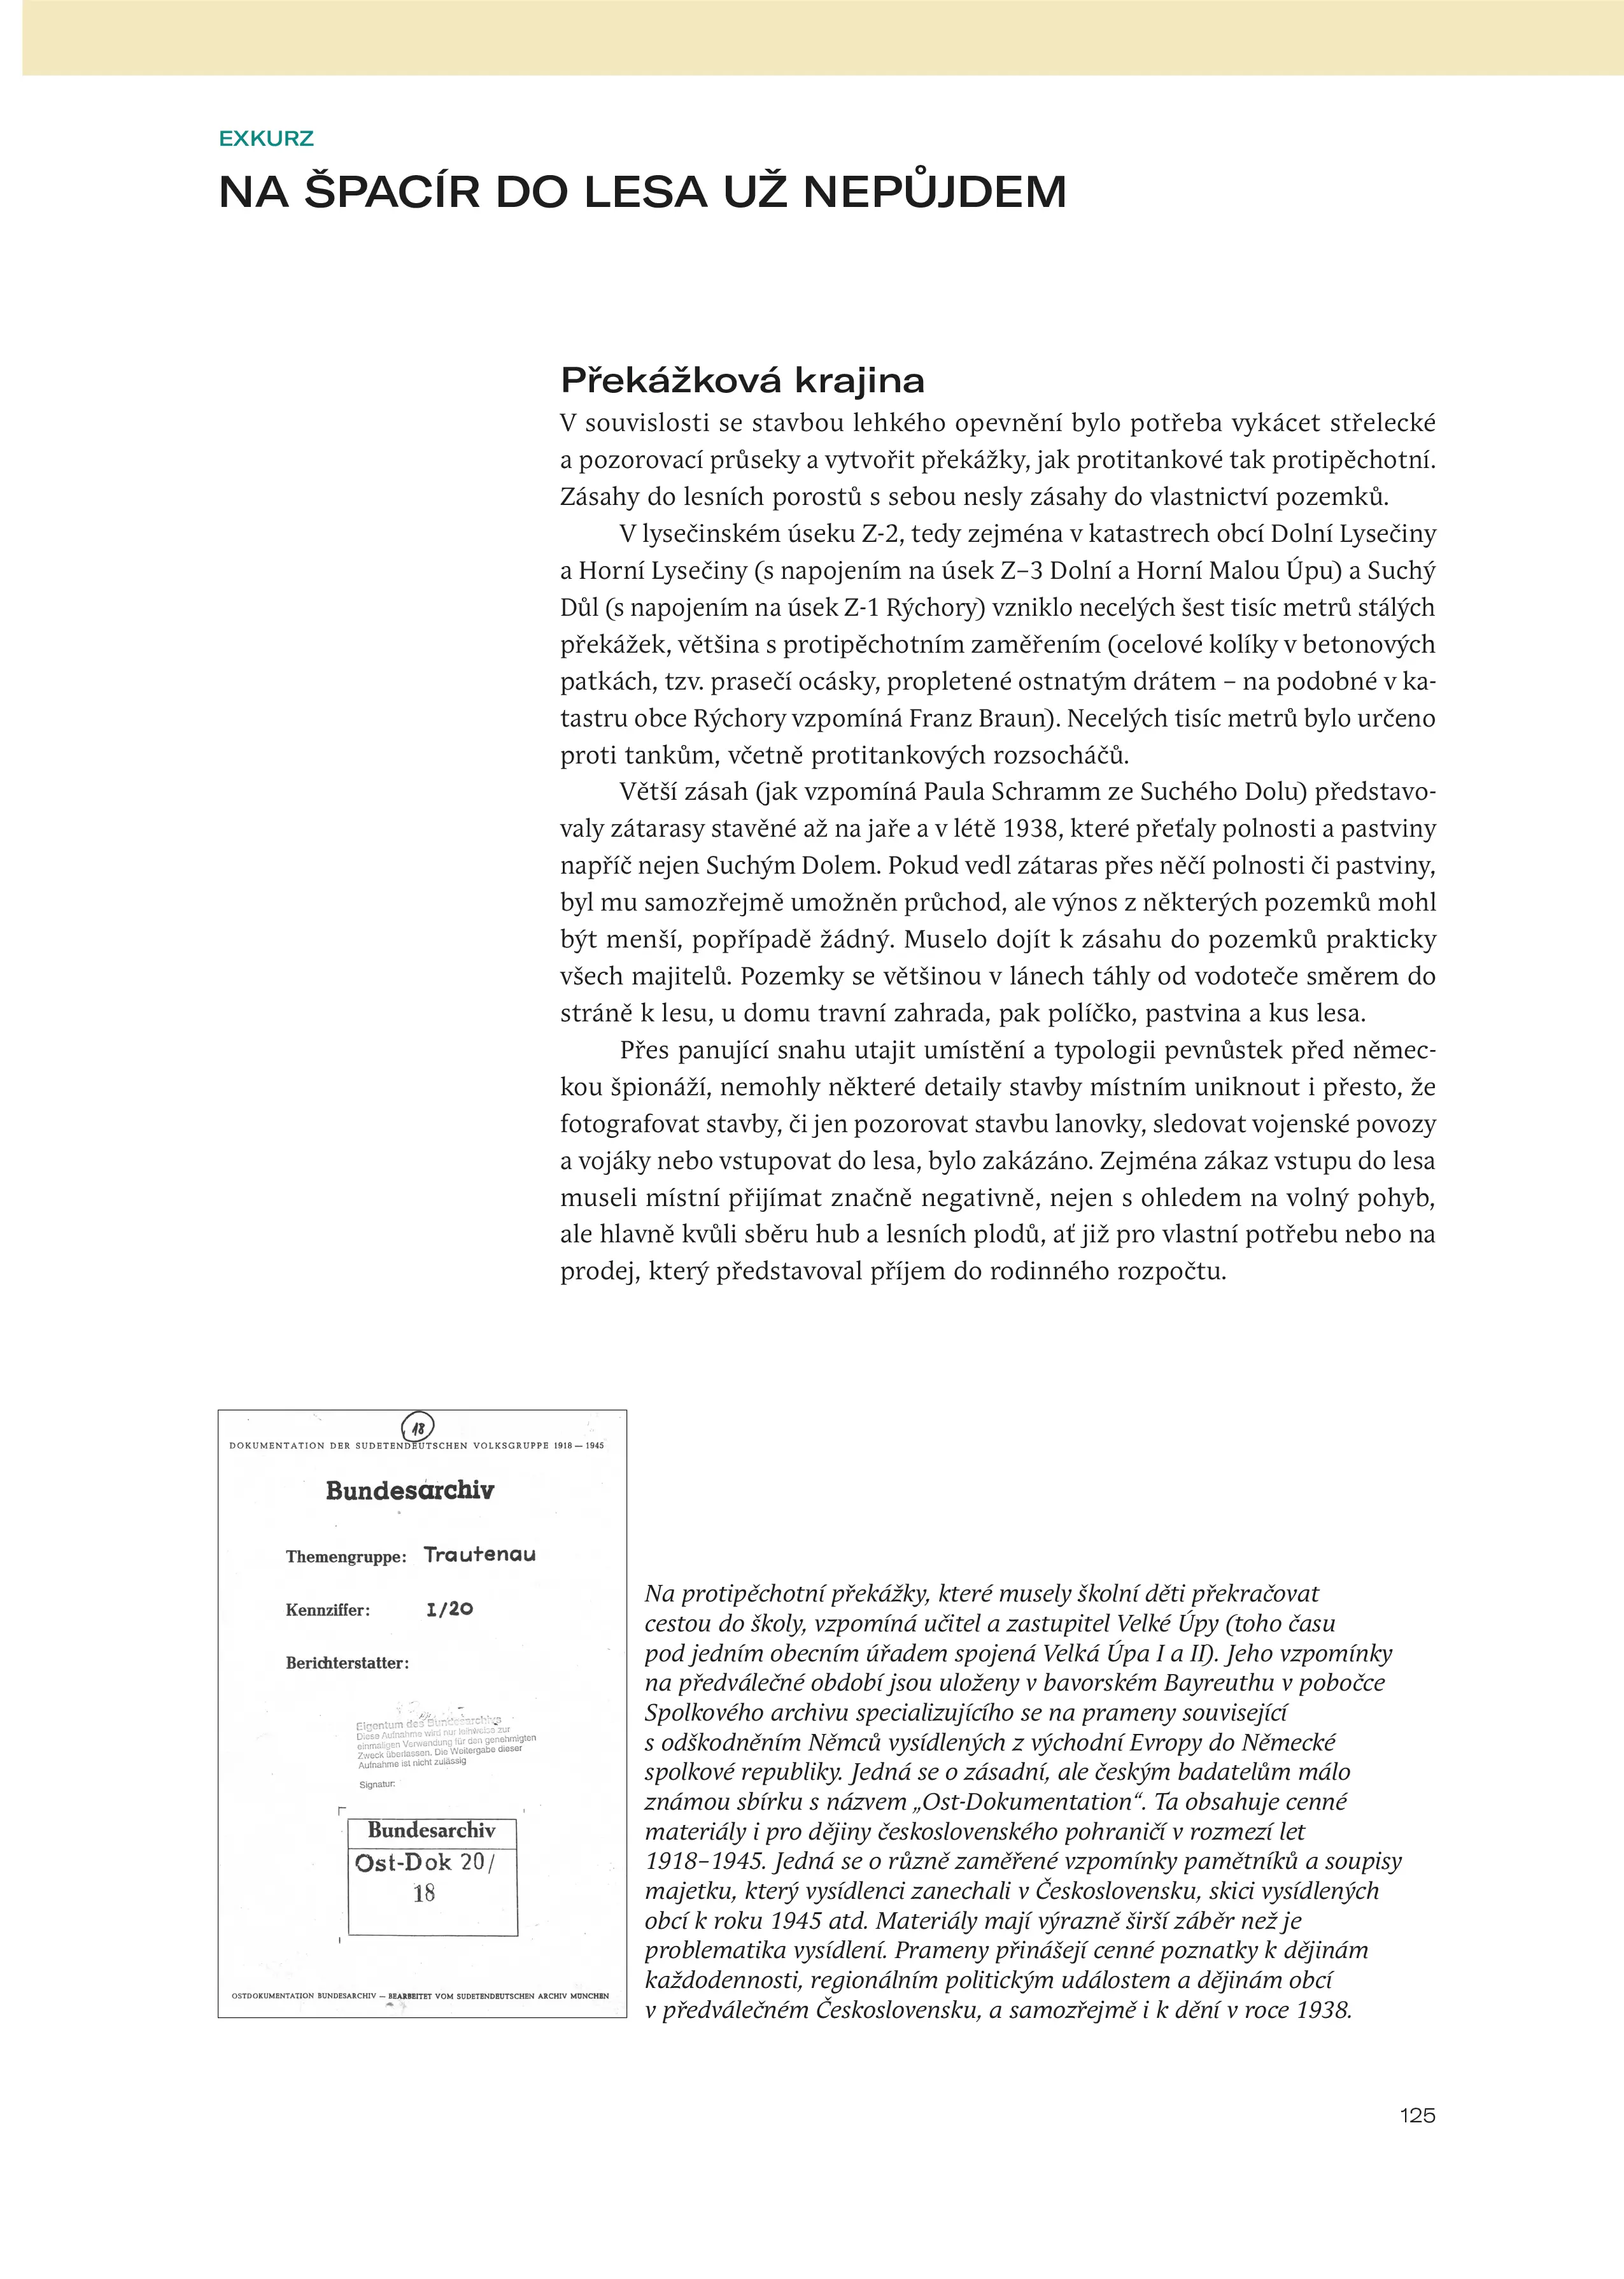 EXKURZ
NA ŠPACÍR DO LESA UŽ NEPŮJDEM
Překážková krajina
V souvislosti se stavbou lehkého opevnění bylo potřeba vykácet střelecké
a pozorovací průseky a vytvořit překážky, jak protitankové tak protipěchotní.
Zásahy do lesních porostů s sebou nesly zásahy do vlastnictví pozemků.
V lysečinském úseku Z-2, tedy zejména v katastrech obcí Dolní Lysečiny
a Horní Lysečiny (s napojením na úsek Z–3 Dolní a Horní Malou Úpu) a Suchý
Důl (s napojením na úsek Z-1 Rýchory) vzniklo necelých šest tisíc metrů stálých
překážek, většina s protipěchotním zaměřením (ocelové kolíky v betonových
patkách, tzv. prasečí ocásky, propletené ostnatým drátem – na podobné v ka-
tastru obce Rýchory vzpomíná Franz Braun). Necelých tisíc metrů bylo určeno
proti tankům, včetně protitankových rozsocháčů.
Větší zásah (jak vzpomíná Paula Schramm ze Suchého Dolu) představo-
valy zátarasy stavěné až na jaře a v létě 1938, které přeťaly polnosti a pastviny
napříč nejen Suchým Dolem. Pokud vedl zátaras přes něčí polnosti či pastviny,
byl mu samozřejmě umožněn průchod, ale výnos z některých pozemků mohl
být menší, popřípadě žádný. Muselo dojít k zásahu do pozemků prakticky
všech majitelů. Pozemky se většinou v lánech táhly od vodoteče směrem do
stráně k lesu, u domu travní zahrada, pak políčko, pastvina a kus lesa.
Přes panující snahu utajit umístění a typologii pevnůstek před němec-
kou špionáží, nemohly některé detaily stavby místním uniknout i přesto, že
fotografovat stavby, či jen pozorovat stavbu lanovky, sledovat vojenské povozy
a vojáky nebo vstupovat do lesa, bylo zakázáno. Zejména zákaz vstupu do lesa
museli místní přijímat značně negativně, nejen s ohledem na volný pohyb,
ale hlavně kvůli sběru hub a lesních plodů, ať již pro vlastní potřebu nebo na
prodej, který představoval příjem do rodinného rozpočtu.
18
DOKUMENTATION DER SUDETENDEUTSCHEN VOLKSGRUPPE 1918 — 1945
Bundesarchiv
Themengruppe: Trautenau
Kennziffer: I/20
Berichterstatter:
Eigentum des Bundesarchivs
Diese Aufnahme wird nur leihweise zur
einmaligen Verwendung für den genehmigten
Zweck überlassen. Die Weitergabe dieser
Aufnahme ist nicht zulässig
Signatur:
Bundesarchiv
Ost-Dok 20/
18
OSTDOKUMENTATION BUNDESARCHIV — BEARBEITET VOM SUDETENDEUTSCHEN ARCHIV MÜNCHEN
Na protipěchotní překážky, které musely školní děti překračovat
cestou do školy, vzpomíná učitel a zastupitel Velké Úpy (toho času
pod jedním obecním úřadem spojená Velká Úpa I a II). Jeho vzpomínky
na předválečné období jsou uloženy v bavorském Bayreuthu v pobočce
Spolkového archivu specializujícího se na prameny související
s odškodněním Němců vysídlených z východní Evropy do Německé
spolkové republiky. Jedná se o zásadní, ale českým badatelům málo
známou sbírku s názvem „Ost-Dokumentation“. Ta obsahuje cenné
materiály i pro dějiny československého pohraničí v rozmezí let
1918–1945. Jedná se o různě zaměřené vzpomínky pamětníků a soupisy
majetku, který vysídlenci zanechali v Československu, skici vysídlených
obcí k roku 1945 atd. Materiály mají výrazně širší záběr než je
problematika vysídlení. Prameny přinášejí cenné poznatky k dějinám
každodennosti, regionálním politickým událostem a dějinám obcí
v předválečném Československu, a samozřejmě i k dění v roce 1938.
125